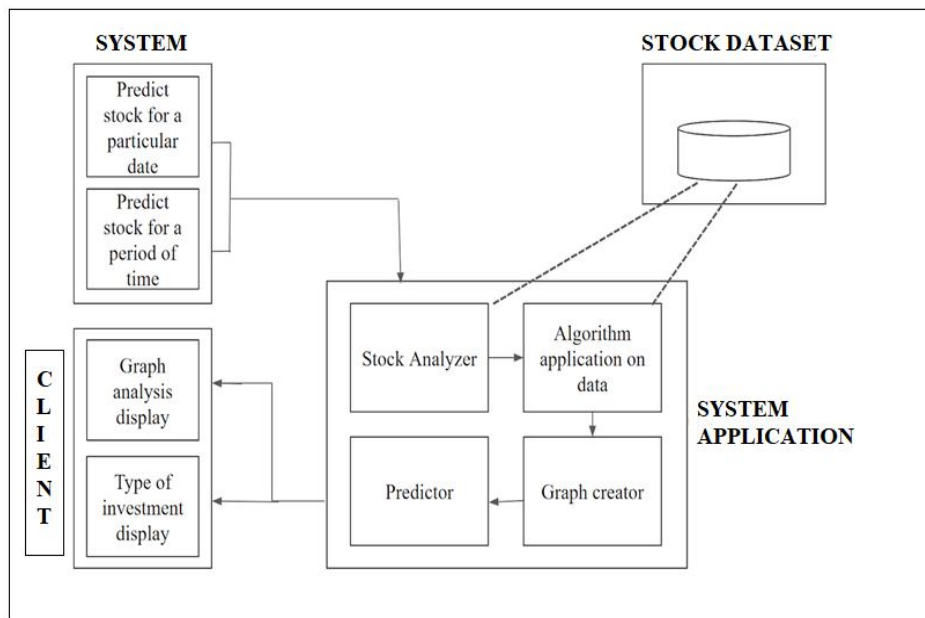 SYSTEM
STOCK DATASET
Predict
stock for a
particular
date
Predict
stock for a
period of
time
CLIENT
Graph
analysis
display
Type of
investment
display
Stock Analyzer
Algorithm
application on
data
Predictor
Graph creator
SYSTEM
APPLICATION